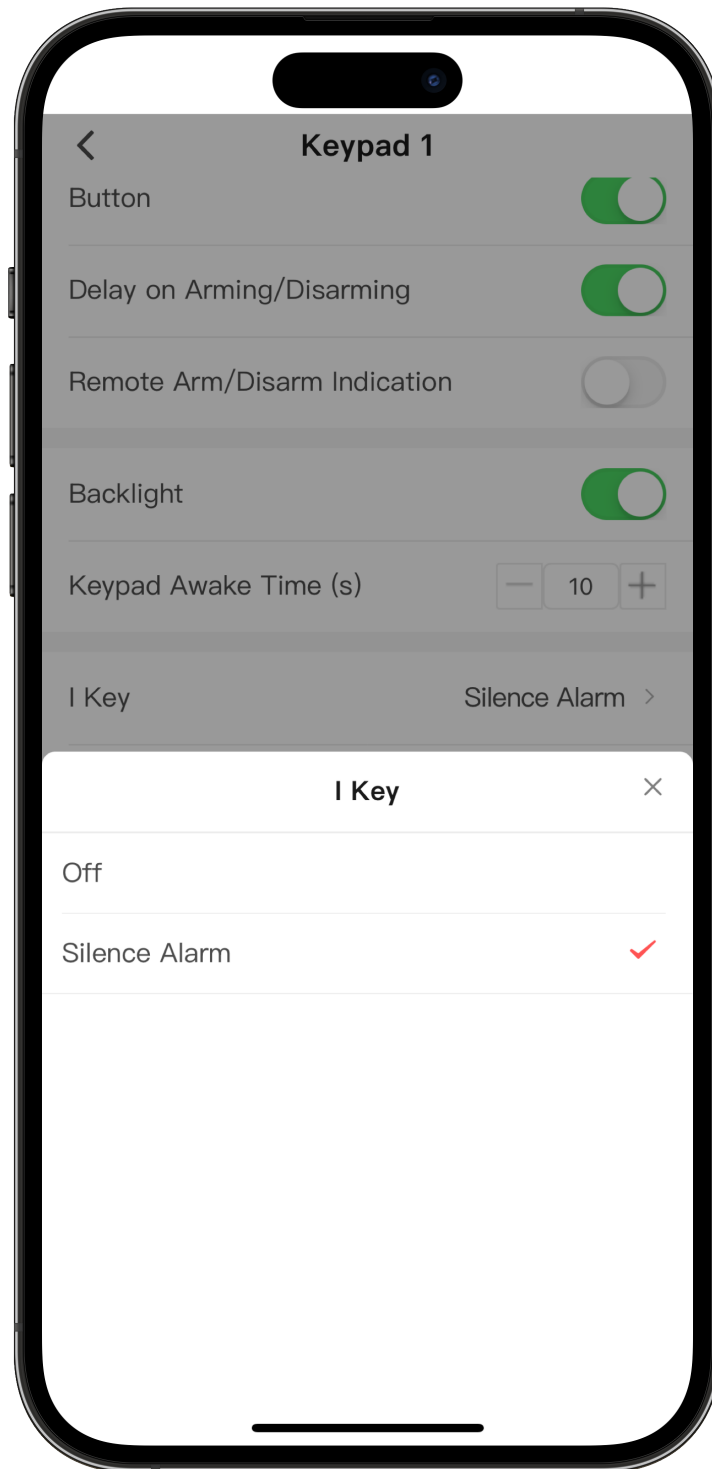 Keypad 1
Button
Delay on Arming/Disarming
Remote Arm/Disarm Indication
Backlight
Keypad Awake Time (s) 10
I Key Silence Alarm
I Key
Off
Silence Alarm